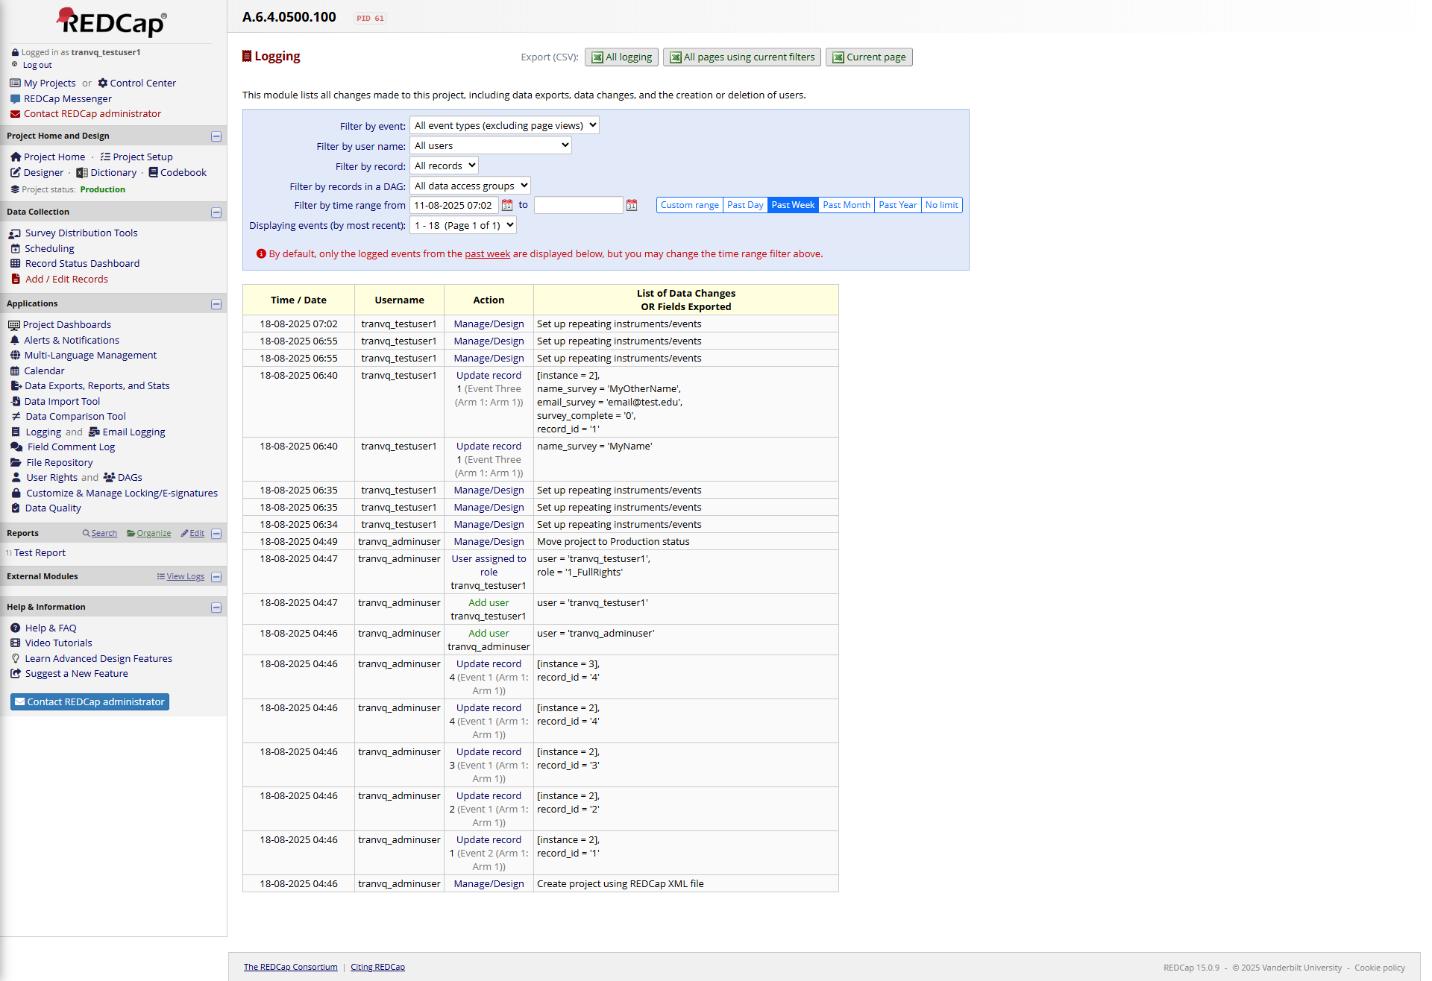 REDCap®
Logged in as tranvq_testuser1
Log out
My Projects or Control Center
REDCap Messenger
Contact REDCap administrator
Project Home and Design
Project Home · Project Setup
Designer · Dictionary · Codebook
Project status: Production
Data Collection
Survey Distribution Tools
Scheduling
Record Status Dashboard
Add / Edit Records
Applications
Project Dashboards
Alerts & Notifications
Multi-Language Management
Calendar
Data Exports, Reports, and Stats
Data Import Tool
Data Comparison Tool
Logging and Email Logging
Field Comment Log
File Repository
User Rights and DAGs
Customize & Manage Locking/E-signatures
Data Quality
Reports Search Organize Edit
1) Test Report
External Modules View Logs
Help & Information
Help & FAQ
Video Tutorials
Learn Advanced Design Features
Suggest a New Feature
Contact REDCap administrator
A.6.4.0500.100 PID 61
Logging Export (CSV): All logging All pages using current filters Current page
This module lists all changes made to this project, including data exports, data changes, and the creation or deletion of users.
Filter by event: All event types (excluding page views)
Filter by user name: All users
Filter by record: All records
Filter by records in a DAG: All data access groups
Filter by time range from 11-08-2025 07:02 to Custom range Past Day Past Week Past Month Past Year No limit
Displaying events (by most recent): 1 - 18 (Page 1 of 1)
By default, only the logged events from the past week are displayed below, but you may change the time range filter above.
Time / Date Username Action List of Data Changes
OR Fields Exported
18-08-2025 07:02 tranvq_testuser1 Manage/Design Set up repeating instruments/events
18-08-2025 06:55 tranvq_testuser1 Manage/Design Set up repeating instruments/events
18-08-2025 06:55 tranvq_testuser1 Manage/Design Set up repeating instruments/events
18-08-2025 06:40 tranvq_testuser1 Update record [instance = 2],
1 (Event Three name_survey = 'MyOtherName',
(Arm 1: Arm 1)) email_survey = 'email@test.edu',
survey_complete = '0',
record_id = '1'
18-08-2025 06:40 tranvq_testuser1 Update record name_survey = 'MyName'
1 (Event Three
(Arm 1: Arm 1))
18-08-2025 06:35 tranvq_testuser1 Manage/Design Set up repeating instruments/events
18-08-2025 06:35 tranvq_testuser1 Manage/Design Set up repeating instruments/events
18-08-2025 06:34 tranvq_testuser1 Manage/Design Set up repeating instruments/events
18-08-2025 04:49 tranvq_adminuser Manage/Design Move project to Production status
18-08-2025 04:47 tranvq_adminuser User assigned to user = 'tranvq_testuser1',
role role = '1_FullRights'
tranvq_testuser1
18-08-2025 04:47 tranvq_adminuser Add user user = 'tranvq_testuser1'
tranvq_testuser1
18-08-2025 04:46 tranvq_adminuser Add user user = 'tranvq_adminuser'
tranvq_adminuser
18-08-2025 04:46 tranvq_adminuser Update record [instance = 3],
4 (Event 1 (Arm 1: record_id = '4'
Arm 1))
18-08-2025 04:46 tranvq_adminuser Update record [instance = 2],
4 (Event 1 (Arm 1: record_id = '4'
Arm 1))
18-08-2025 04:46 tranvq_adminuser Update record [instance = 2],
3 (Event 1 (Arm 1: record_id = '3'
Arm 1))
18-08-2025 04:46 tranvq_adminuser Update record [instance = 2],
2 (Event 1 (Arm 1: record_id = '2'
Arm 1))
18-08-2025 04:46 tranvq_adminuser Update record [instance = 2],
1 (Event 2 (Arm 1: record_id = '1'
Arm 1))
18-08-2025 04:46 tranvq_adminuser Manage/Design Create project using REDCap XML file
The REDCap Consortium | Citing REDCap REDCap 15.0.9 - © 2025 Vanderbilt University - Cookie policy